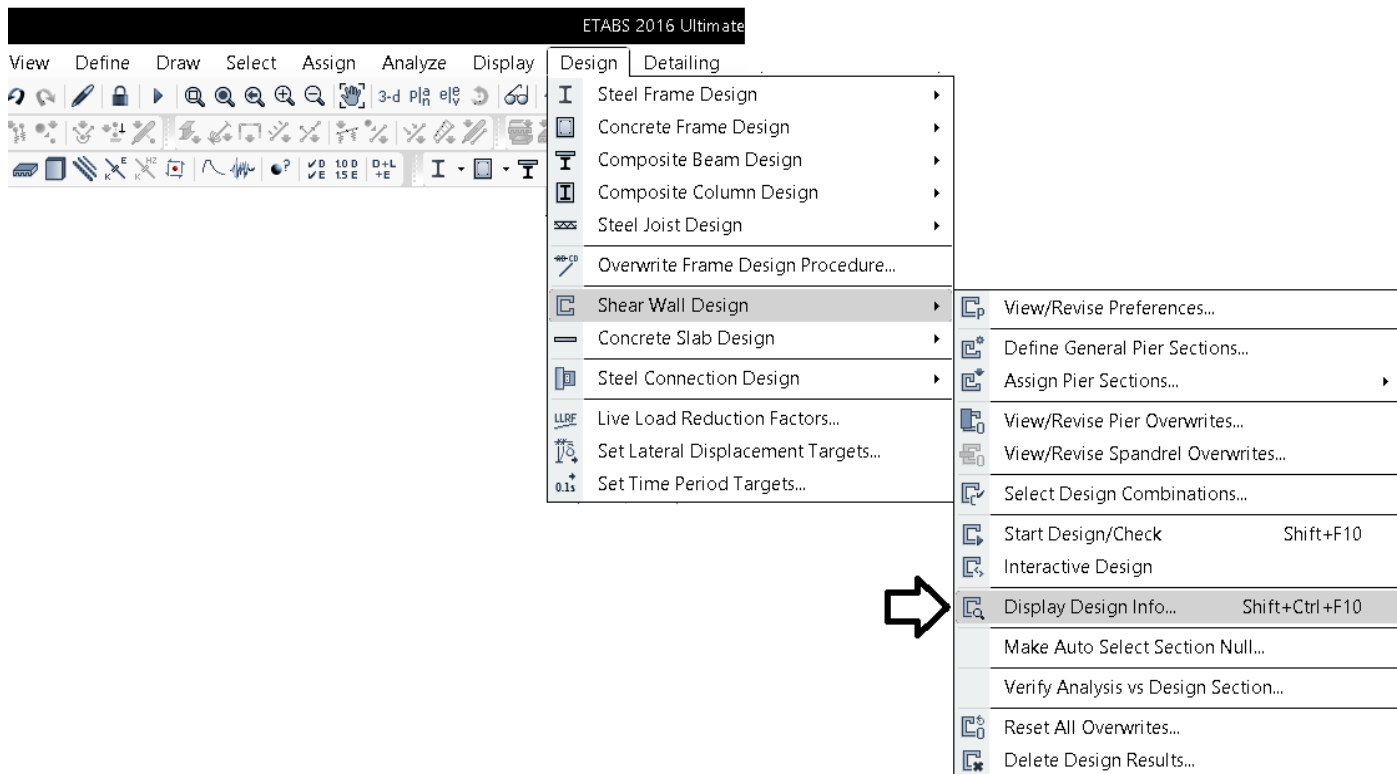 ETABS 2016 Ultimate
View Define Draw Select Assign Analyze Display Design Detailing
3-d
Steel Frame Design
Concrete Frame Design
Composite Beam Design
Composite Column Design
Steel Joist Design
Overwrite Frame Design Procedure...
Shear Wall Design
Concrete Slab Design
Steel Connection Design
LLRF Live Load Reduction Factors...
Set Lateral Displacement Targets...
0.1s Set Time Period Targets...
View/Revise Preferences...
Define General Pier Sections...
Assign Pier Sections...
View/Revise Pier Overwrites...
View/Revise Spandrel Overwrites...
Select Design Combinations...
Start Design/Check Shift+F10
Interactive Design
Display Design Info... Shift+Ctrl+F10
Make Auto Select Section Null...
Verify Analysis vs Design Section...
Reset All Overwrites...
Delete Design Results...